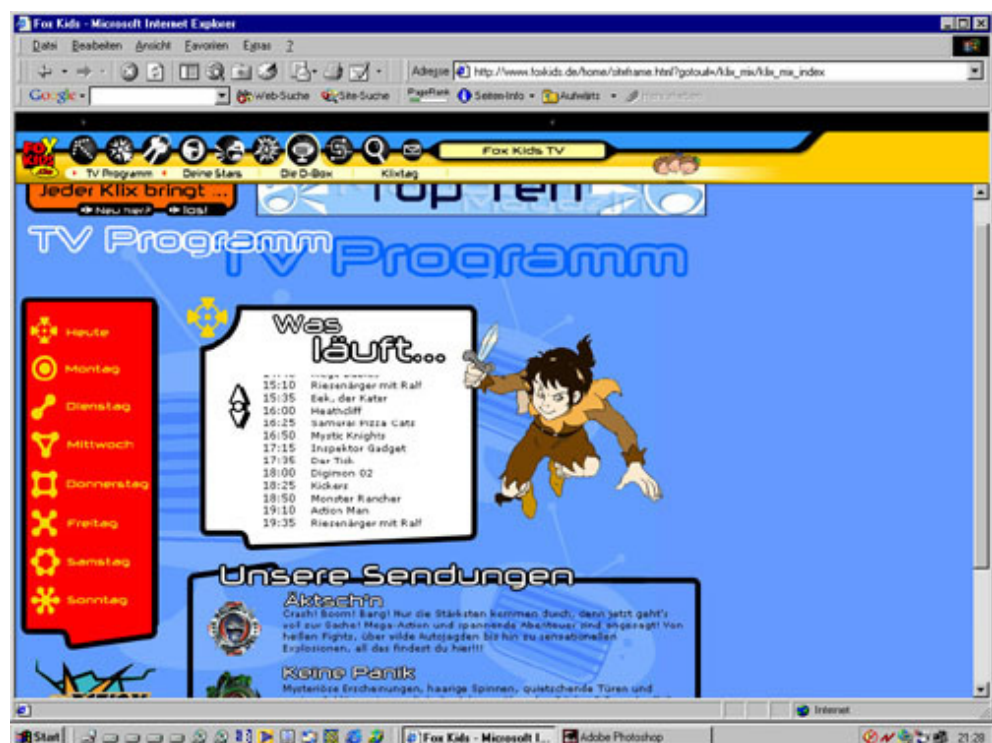 Fox Kids - Microsoft Internet Explorer
Datei Bearbeiten Ansicht Favoriten Extras ?
Adresse http://www.foxkids.de/home/siteframe.html?gotourl=/klix_mix/klix_mix_index
Google Web-Suche Site-Suche PageRank Seiten-Info Aufwärts
FOX KIDS .de
Fox Kids TV
TV Programm Deine Stars Die D-Box Klixtag
Jeder Klix bringt ...
Neu hier? los!
Top Ten
TV Programm
TV Programm
Heute
Montag
Dienstag
Mittwoch
Donnerstag
Freitag
Samstag
Sonntag
Was
läuft...
15:10 Riesenärger mit Ralf
15:35 Eek, der Kater
16:00 Heathcliff
16:25 Samurai Pizza Cats
16:50 Mystic Knights
17:15 Inspektor Gadget
17:35 Der Tick
18:00 Digimon 02
18:25 Kickers
18:50 Monster Rancher
19:10 Action Man
19:35 Riesenärger mit Ralf
Unsere Sendungen
Äktsch'n
Crash! Boom! Bang! Nur die Stärksten kommen durch, denn jetzt geht's
voll zur Sache! Mega-Action und spannende Abenteuer sind angesagt! Von
heißen Fights, über wilde Autojagden bis hin zu sensationellen
Explosionen, all das findest du hier!!!
Keine Panik
Mysteriöse Erscheinungen, haarige Spinnen, quietschende Türen und
Internet
Start Fox Kids - Microsoft I... Adobe Photoshop 21:28